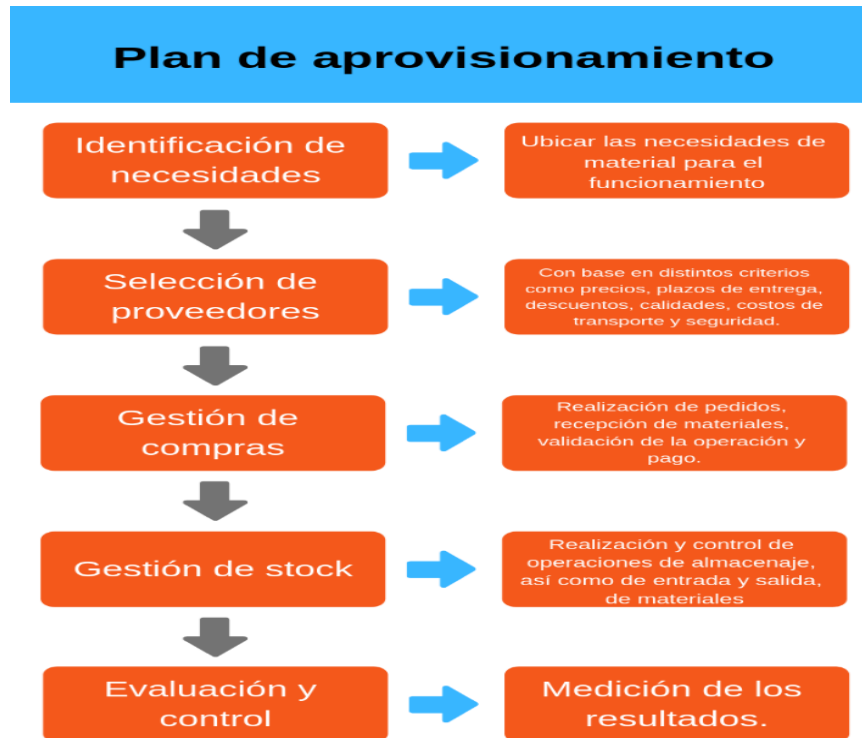 Plan de aprovisionamiento
Identificación de
necesidades
Ubicar las necesidades de
material para el
funcionamiento
Selección de
proveedores
Con base en distintos criterios
como precios, plazos de entrega,
descuentos, calidades, costos de
transporte y seguridad.
Gestión de
compras
Realización de pedidos,
recepción de materiales,
validación de la operación y
pago.
Gestión de stock
Realización y control de
operaciones de almacenaje,
así como de entrada y salida,
de materiales
Evaluación y
control
Medición de los
resultados.